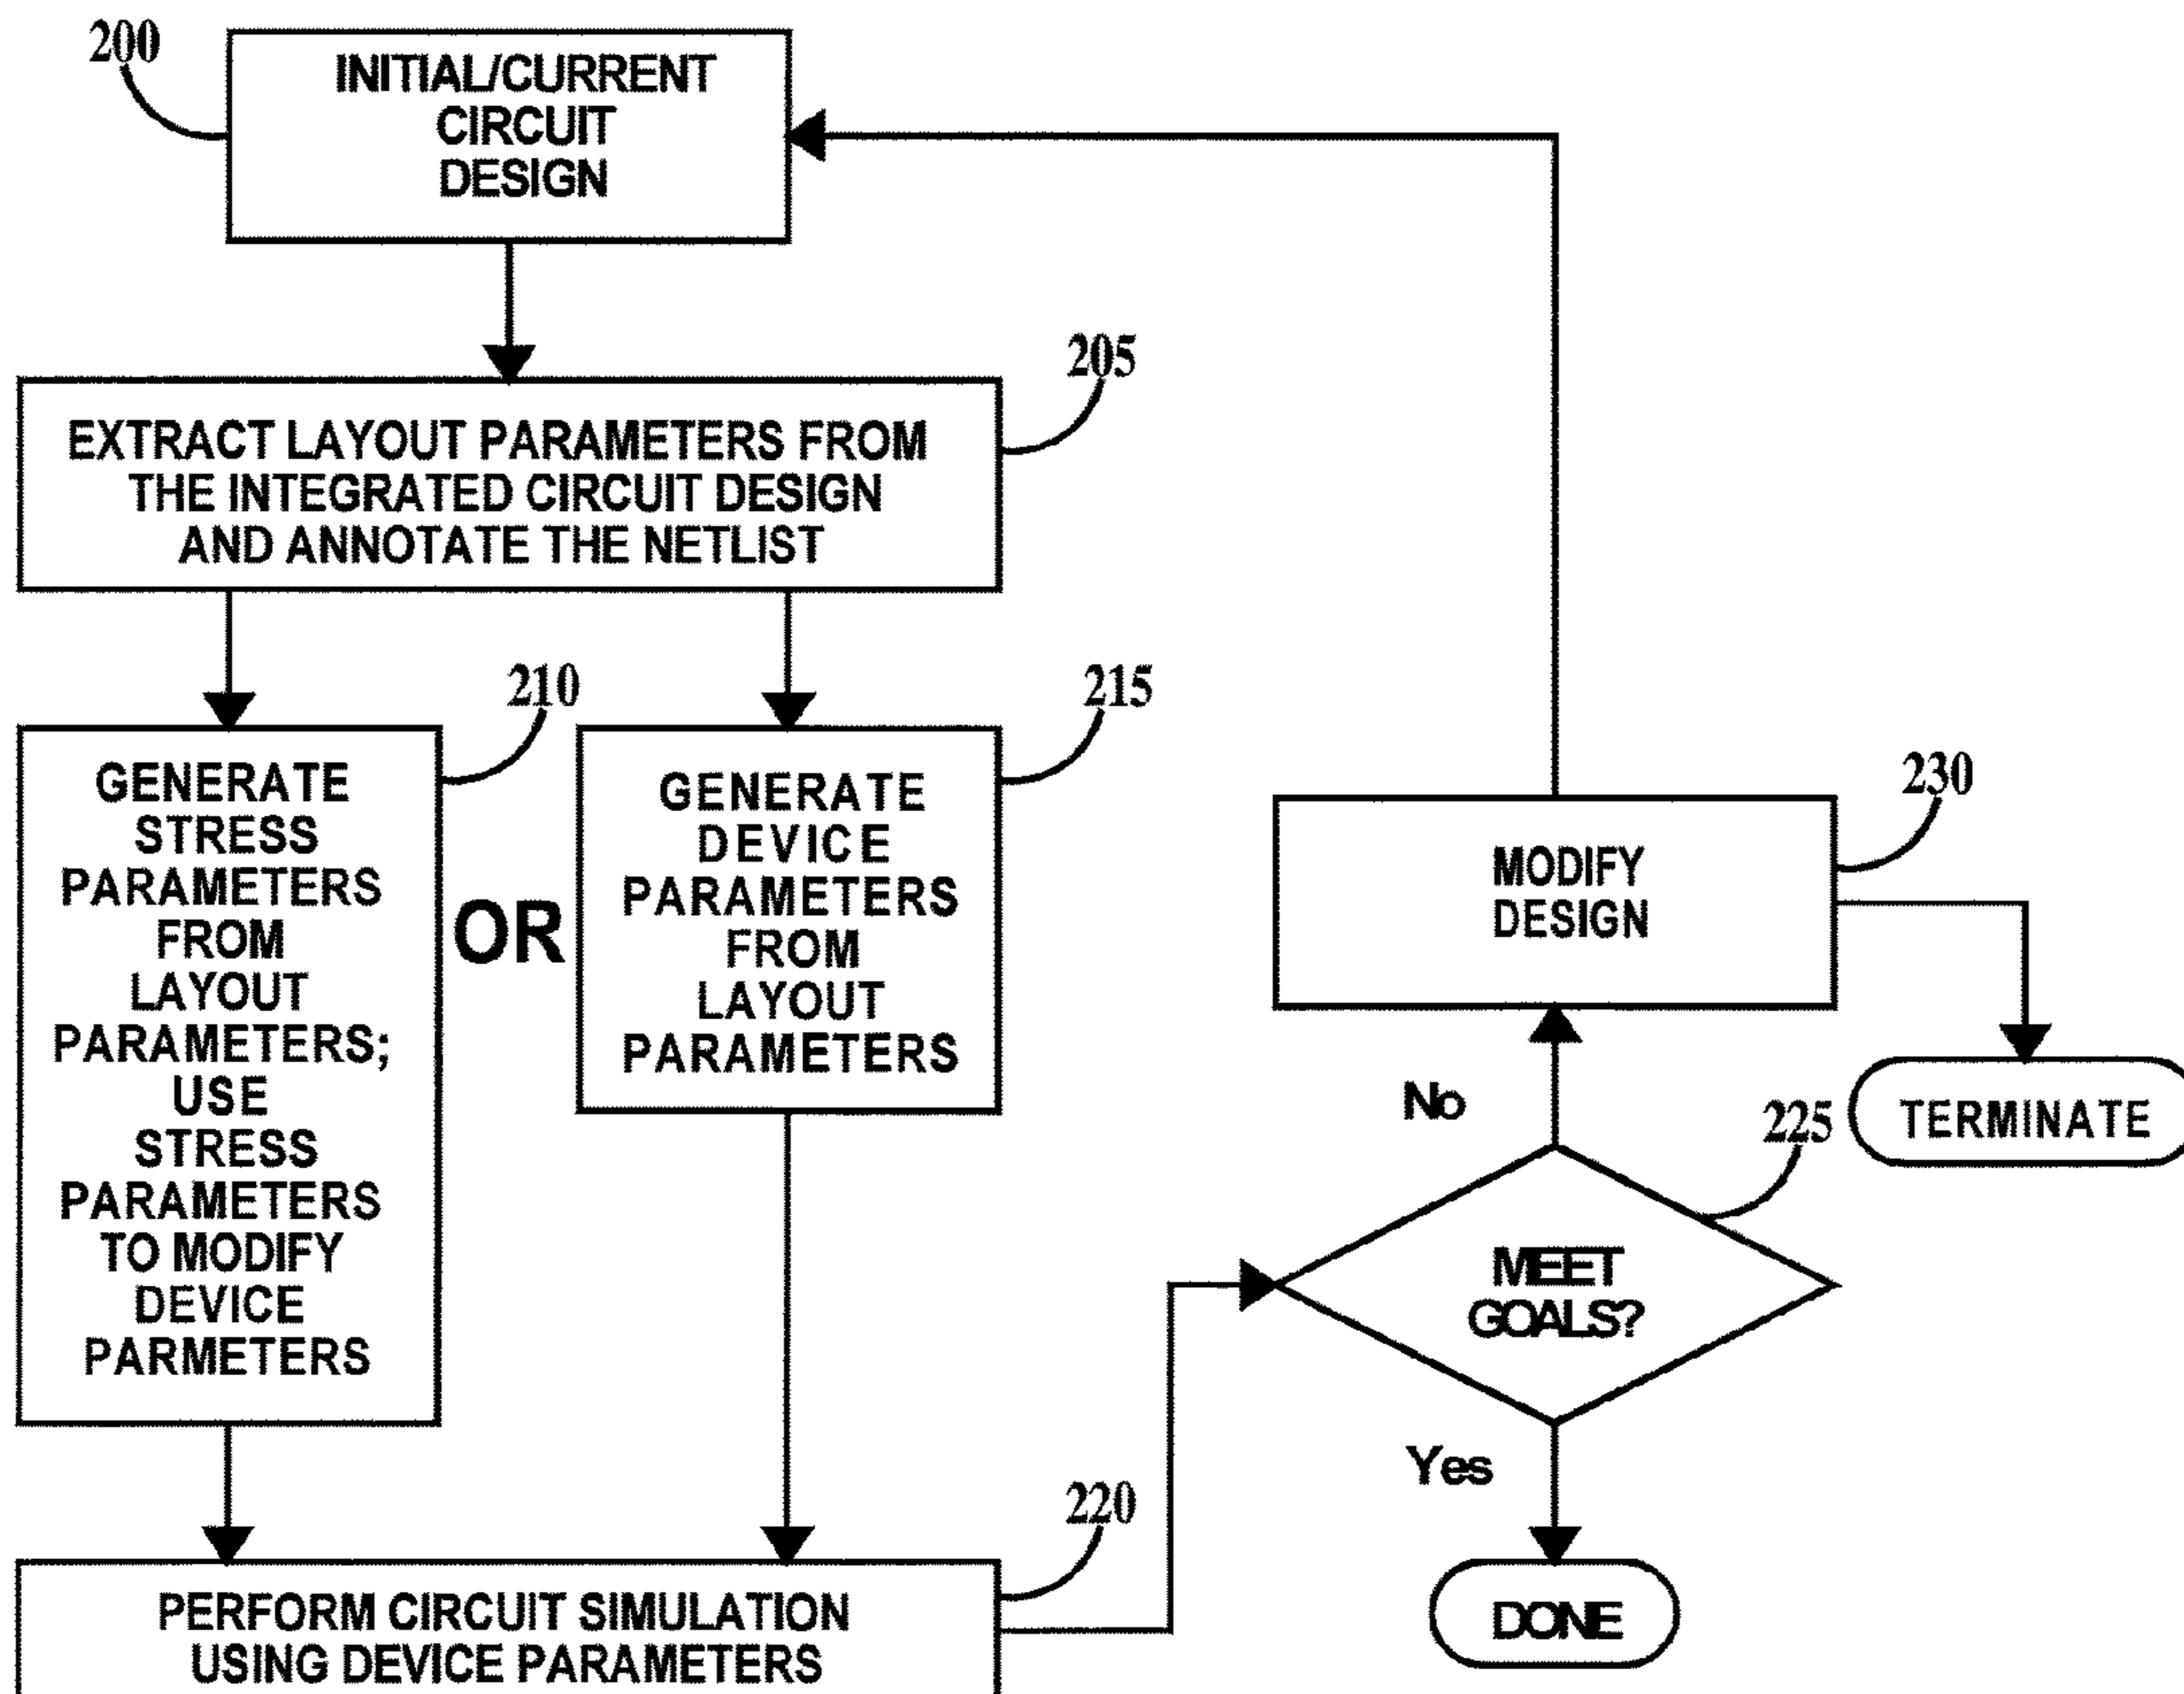 200
INITIAL/CURRENT
CIRCUIT
DESIGN
205
EXTRACT LAYOUT PARAMETERS FROM
THE INTEGRATED CIRCUIT DESIGN
AND ANNOTATE THE NETLIST
210
GENERATE
STRESS
PARAMETERS
FROM
LAYOUT
PARAMETERS;
USE
STRESS
PARAMETERS
TO MODIFY
DEVICE
PARMETERS
OR
215
GENERATE
DEVICE
PARAMETERS
FROM
LAYOUT
PARAMETERS
220
PERFORM CIRCUIT SIMULATION
USING DEVICE PARAMETERS
230
MODIFY
DESIGN
TERMINATE
No
225
MEET
GOALS?
Yes
DONE